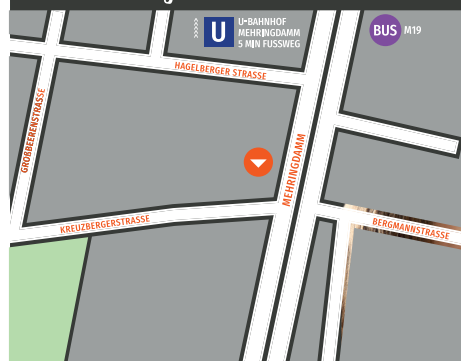 U
U-BAHNHOF
MEHRINGDAMM
5 MIN FUSSWEG
BUS M19
HAGELBERGER STRASSE
GROẞBEERENSTRASSE
MEHRINGDAMM
KREUZBERGERSTRASSE
BERGMANNSTRASSE